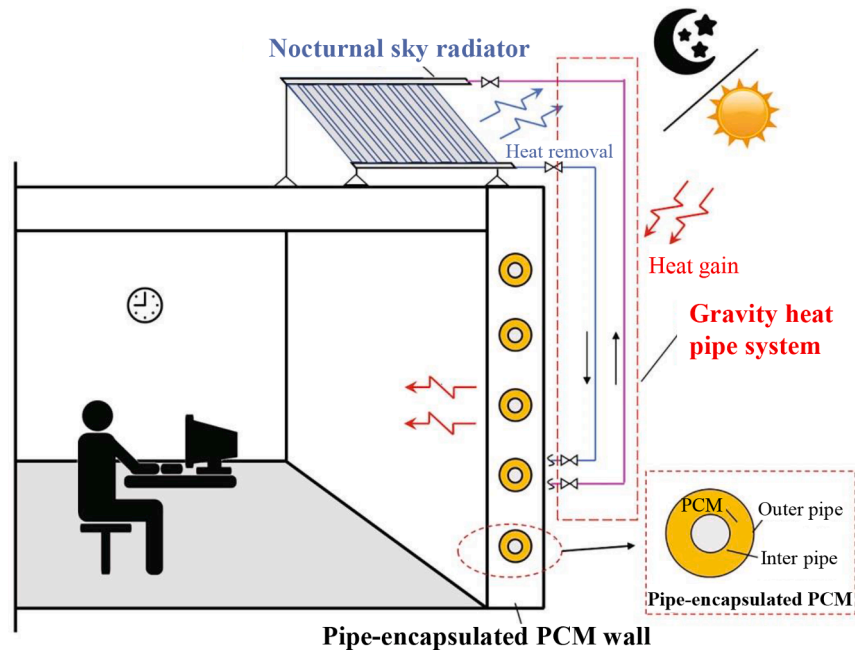 Nocturnal sky radiator
Heat removal
Heat gain
Gravity heat
pipe system
PCM
Outer pipe
Inter pipe
Pipe-encapsulated PCM
Pipe-encapsulated PCM wall